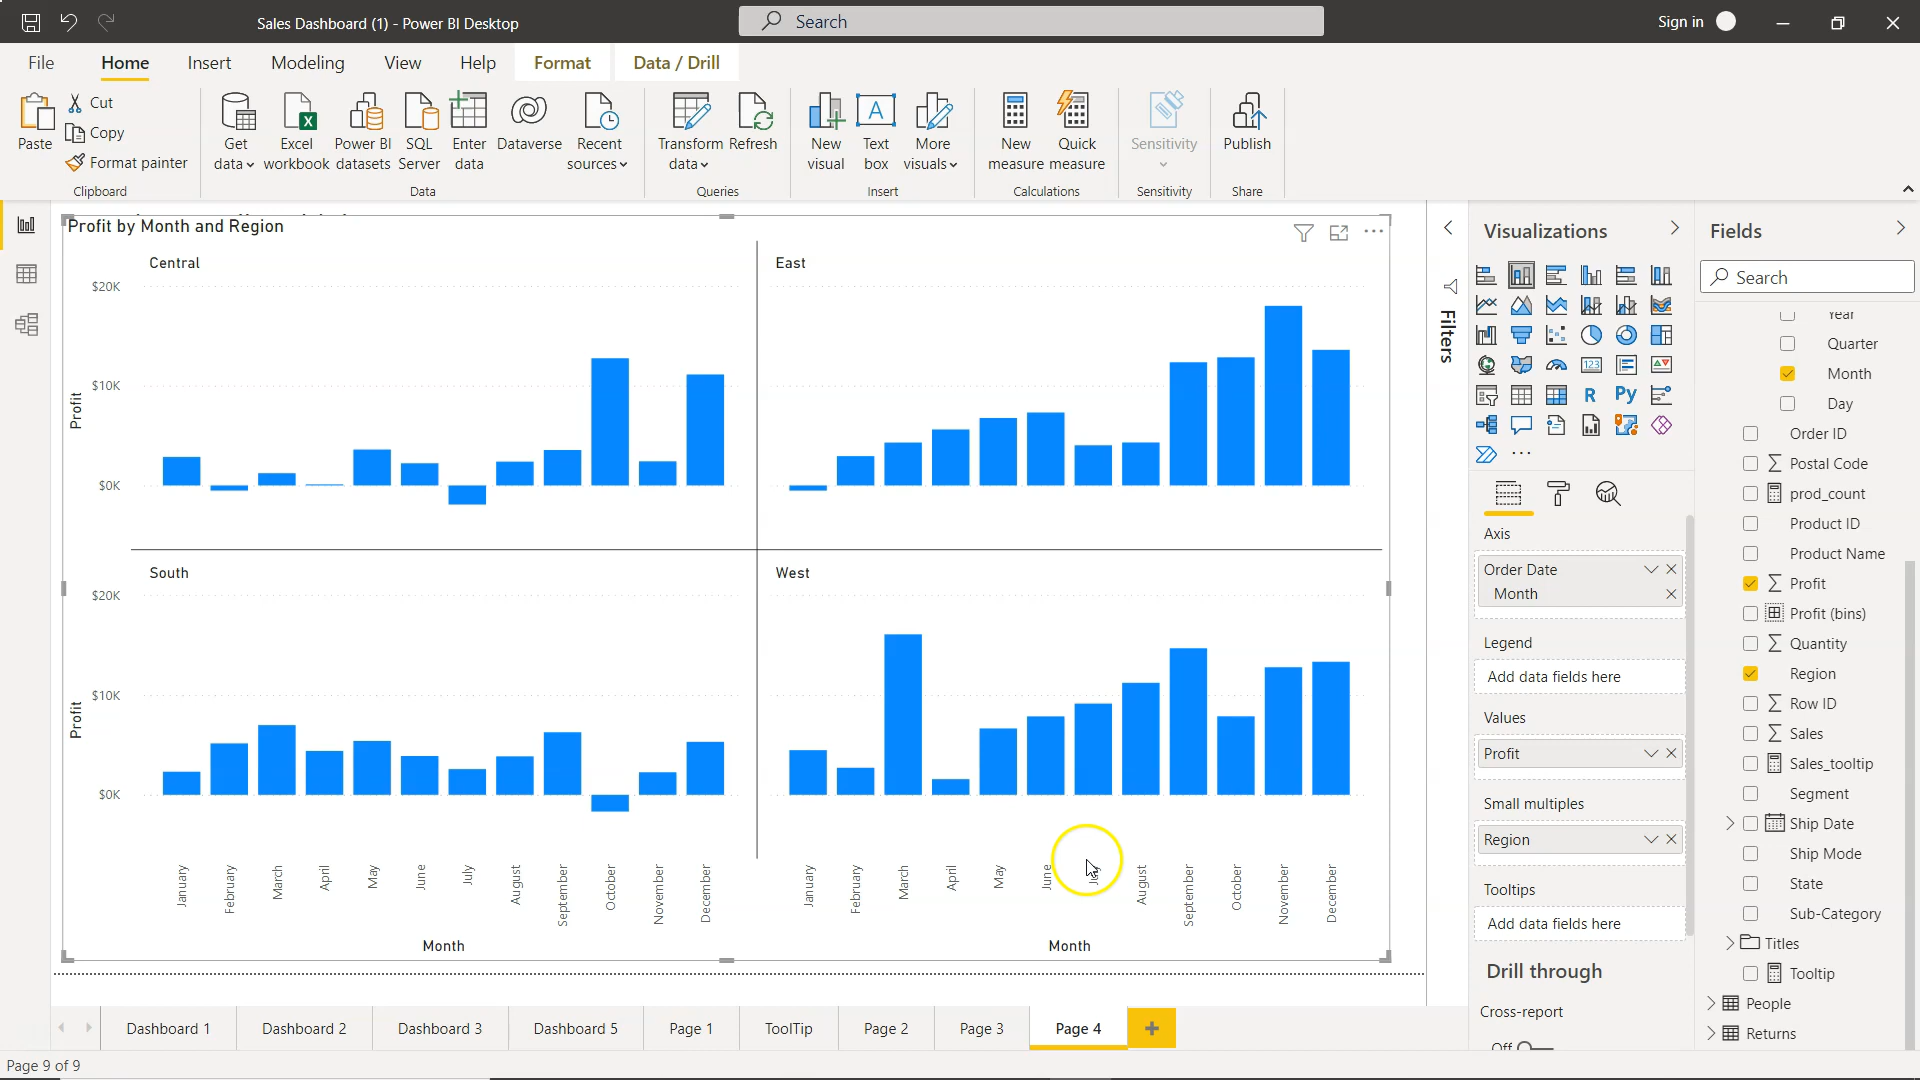 Sales Dashboard (1) - Power BI Desktop
Search
Sign in
File Home Insert Modeling View Help Format Data / Drill
Paste
Cut
Copy
Format painter
Clipboard
Get data
Excel workbook
Power BI datasets
SQL Server
Enter data
Dataverse
Recent sources
Data
Transform data
Refresh
Queries
New visual
Text box
More visuals
Insert
New measure
Quick measure
Calculations
Sensitivity
Sensitivity
Publish
Share
Profit by Month and Region
Central
East
$20K
$10K
$0K
Profit
South
West
$20K
$10K
$0K
Profit
January February March April May June July August September October November December
January February March April May June July August September October November December
Month
Month
Filters
Visualizations
R
Py
123
Axis
Order Date
Month
Legend
Add data fields here
Values
Profit
Small multiples
Region
Tooltips
Add data fields here
Drill through
Cross-report
Off
Fields
Search
Year
Quarter
Month
Day
Order ID
Postal Code
prod_count
Product ID
Product Name
Profit
Profit (bins)
Quantity
Region
Row ID
Sales
Sales_tooltip
Segment
Ship Date
Ship Mode
State
Sub-Category
Titles
Tooltip
People
Returns
Dashboard 1 Dashboard 2 Dashboard 3 Dashboard 5 Page 1 ToolTip Page 2 Page 3 Page 4
Page 9 of 9